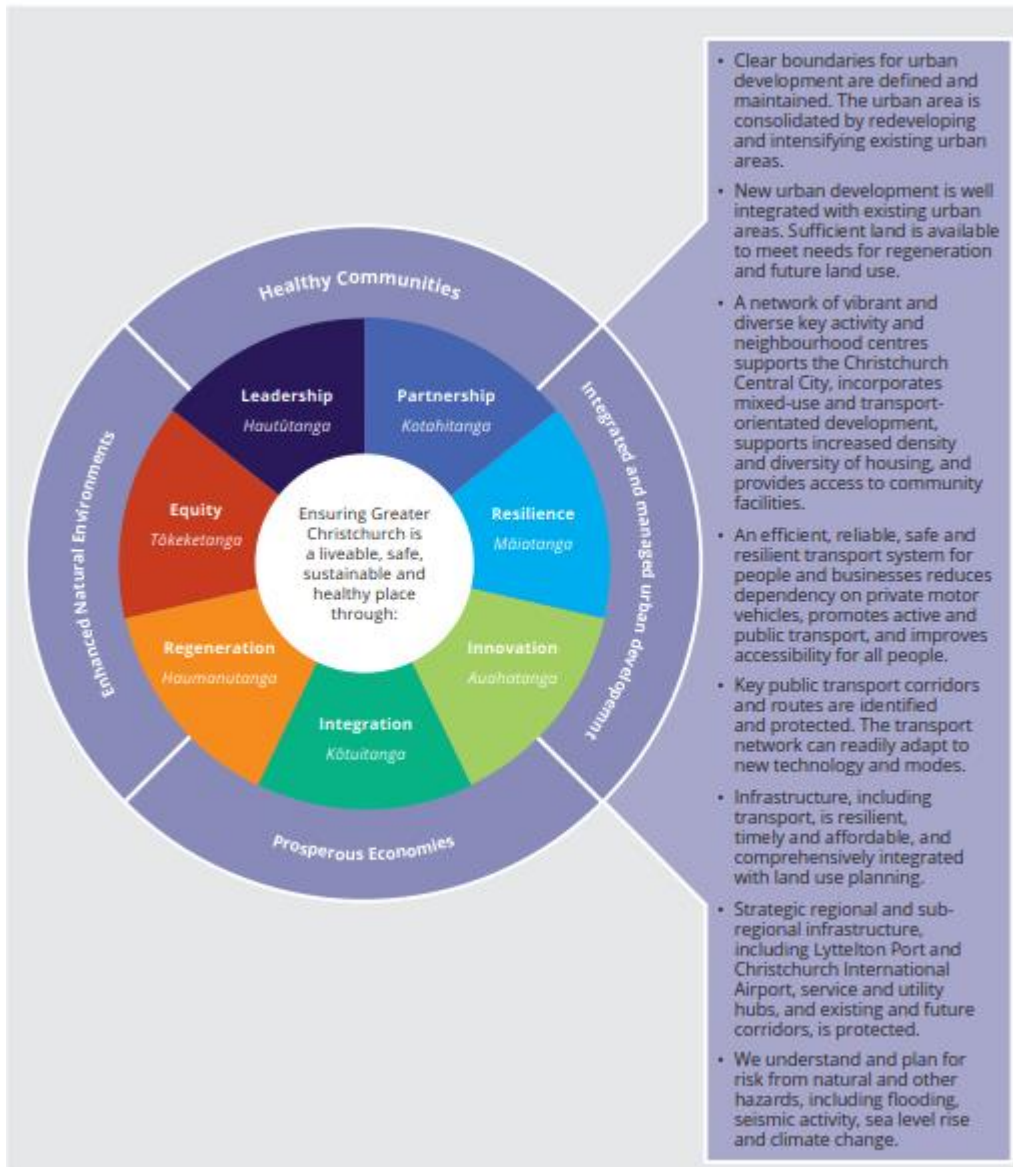 Healthy Communities
Enhanced Natural Environments
Integrated and managed urban developemnt
Prosperous Economies
Leadership
Hautūtanga
Partnership
Kotahitanga
Equity
Tōkeketanga
Resilience
Māiatanga
Regeneration
Haumanutanga
Innovation
Auahatanga
Integration
Kōtuitanga
Ensuring Greater
Christchurch is
a liveable, safe,
sustainable and
healthy place
through:
• Clear boundaries for urban
development are defined and
maintained. The urban area is
consolidated by redeveloping
and intensifying existing urban
areas.
• New urban development is well
integrated with existing urban
areas. Sufficient land is available
to meet needs for regeneration
and future land use.
• A network of vibrant and
diverse key activity and
neighbourhood centres
supports the Christchurch
Central City, incorporates
mixed-use and transport-
orientated development,
supports increased density
and diversity of housing, and
provides access to community
facilities.
• An efficient, reliable, safe and
resilient transport system for
people and businesses reduces
dependency on private motor
vehicles, promotes active and
public transport, and improves
accessibility for all people.
• Key public transport corridors
and routes are identified
and protected. The transport
network can readily adapt to
new technology and modes.
• Infrastructure, including
transport, is resilient,
timely and affordable, and
comprehensively integrated
with land use planning.
• Strategic regional and sub-
regional infrastructure,
including Lyttelton Port and
Christchurch International
Airport, service and utility
hubs, and existing and future
corridors, is protected.
• We understand and plan for
risk from natural and other
hazards, including flooding,
seismic activity, sea level rise
and climate change.